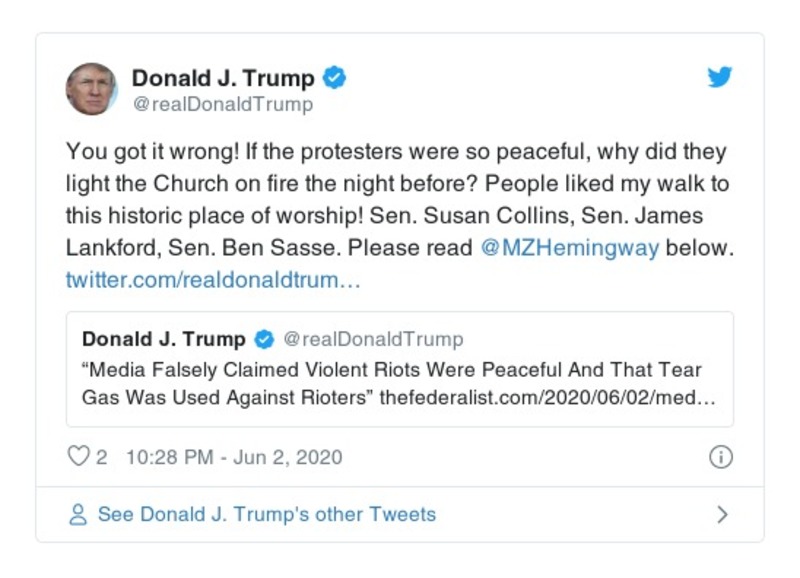 Donald J. Trump
@realDonaldTrump
You got it wrong! If the protesters were so peaceful, why did they
light the Church on fire the night before? People liked my walk to
this historic place of worship! Sen. Susan Collins, Sen. James
Lankford, Sen. Ben Sasse. Please read @MZHemingway below.
twitter.com/realdonaldtrum…
Donald J. Trump @realDonaldTrump
“Media Falsely Claimed Violent Riots Were Peaceful And That Tear
Gas Was Used Against Rioters” thefederalist.com/2020/06/02/med…
2 10:28 PM - Jun 2, 2020
See Donald J. Trump's other Tweets